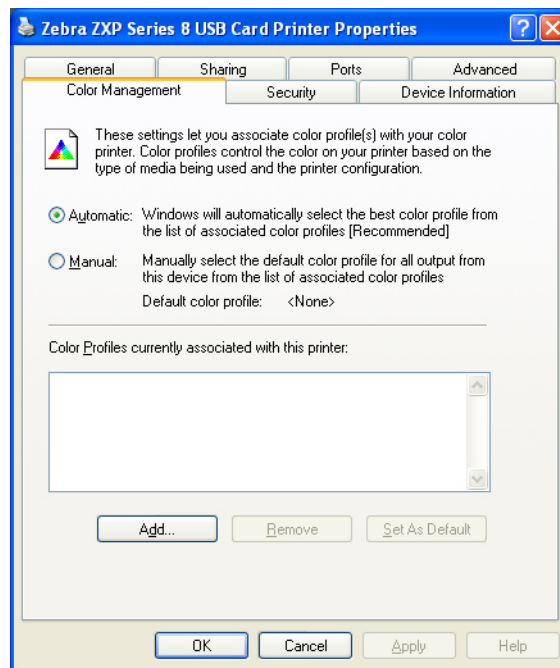 Zebra ZXP Series 8 USB Card Printer Properties
General Sharing Ports Advanced
Color Management Security Device Information
These settings let you associate color profile(s) with your color
printer. Color profiles control the color on your printer based on the
type of media being used and the printer configuration.
Automatic: Windows will automatically select the best color profile from
the list of associated color profiles [Recommended]
Manual: Manually select the default color profile for all output from
this device from the list of associated color profiles
Default color profile: <None>
Color Profiles currently associated with this printer:
Add... Remove Set As Default
OK Cancel Apply Help